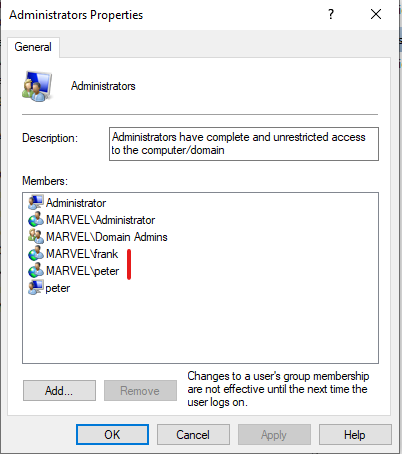 Administrators Properties
General
Administrators
Description:
Administrators have complete and unrestricted access
to the computer/domain
Members:
Administrator
MARVEL\Administrator
MARVEL\Domain Admins
MARVEL\frank
MARVEL\peter
peter
Add...
Remove
Changes to a user's group membership
are not effective until the next time the
user logs on.
OK
Cancel
Apply
Help